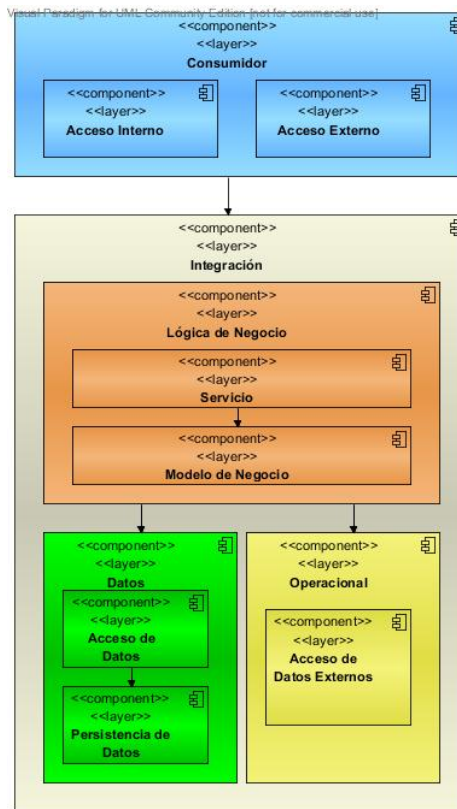 Visual Paradigm for UML Community Edition [not for commercial use]
<<component>>
<<layer>>
Consumidor
<<component>>
<<layer>>
Acceso Interno
<<component>>
<<layer>>
Acceso Externo
<<component>>
<<layer>>
Integración
<<component>>
<<layer>>
Lógica de Negocio
<<component>>
<<layer>>
Servicio
<<component>>
<<layer>>
Modelo de Negocio
<<component>>
<<layer>>
Datos
<<component>>
<<layer>>
Acceso de
Datos
<<component>>
<<layer>>
Persistencia de
Datos
<<component>>
<<layer>>
Operacional
<<component>>
<<layer>>
Acceso de
Datos Externos